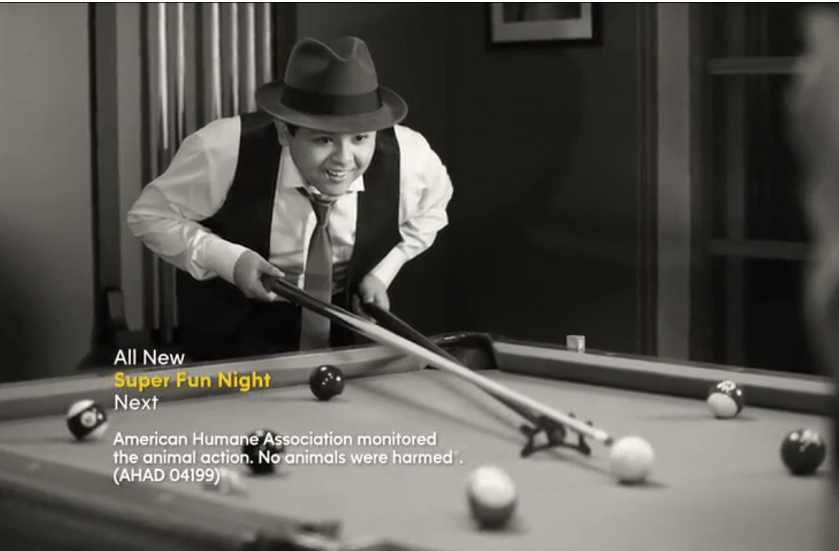 All New
Super Fun Night
Next
American Humane Association monitored
the animal action. No animals were harmed®.
(AHAD 04199)